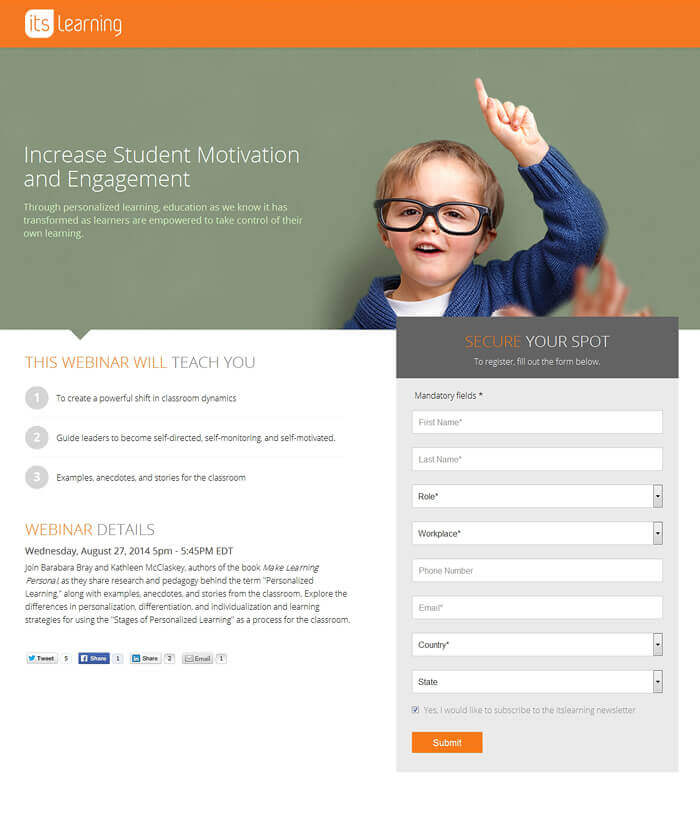 its Learning
Increase Student Motivation
and Engagement
Through personalized learning, education as we know it has
transformed as learners are empowered to take control of their
own learning.
THIS WEBINAR WILL TEACH YOU
1 To create a powerful shift in classroom dynamics
2 Guide leaders to become self-directed, self-monitoring, and self-motivated.
3 Examples, anecdotes, and stories for the classroom
WEBINAR DETAILS
Wednesday, August 27, 2014 5pm - 5:45PM EDT
Join Barabara Bray and Kathleen McClaskey, authors of the book Make Learning
Personal, as they share research and pedagogy behind the term "Personalized
Learning," along with examples, anecdotes, and stories from the classroom. Explore the
differences in personalization, differentiation, and individualization and learning
strategies for using the "Stages of Personalized Learning" as a process for the classroom.
Tweet 5 Share 1 Share 2 Email 1
SECURE YOUR SPOT
To register, fill out the form below.
Mandatory fields *
First Name*
Last Name*
Role*
Workplace*
Phone Number
Email*
Country*
State
Yes, I would like to subscribe to the itslearning newsletter
Submit